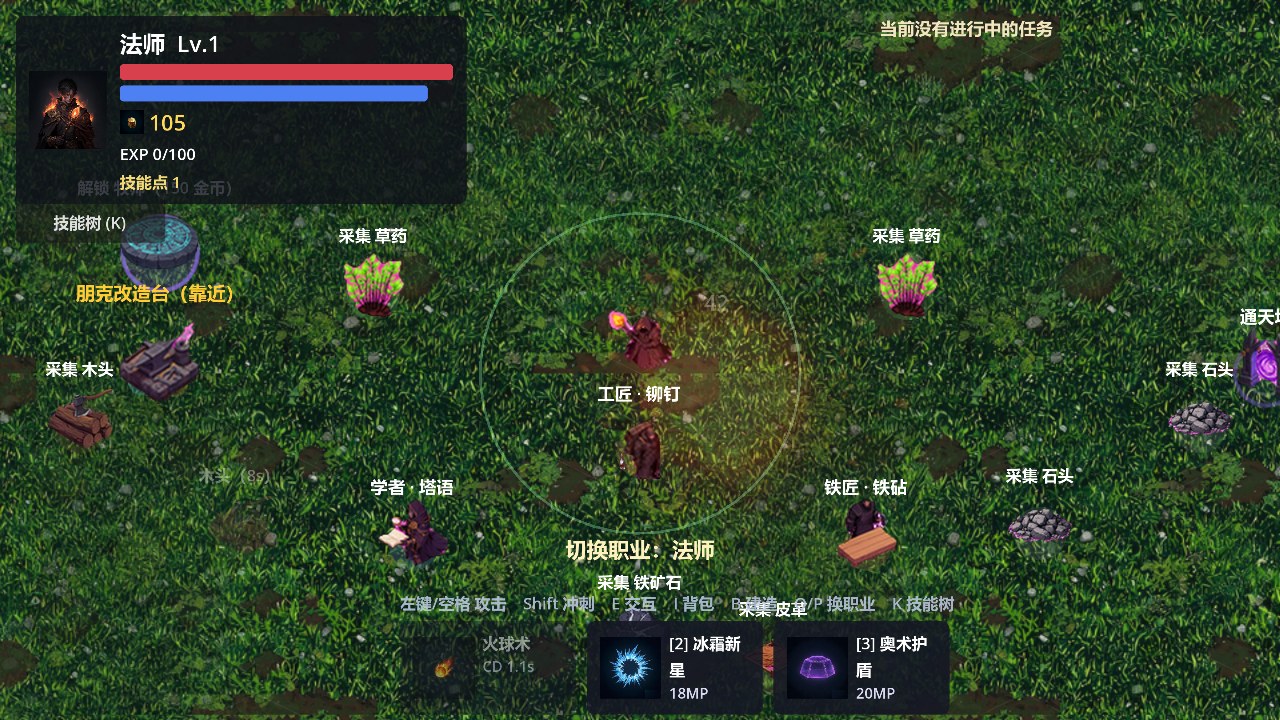 法师 Lv.1
当前没有进行中的任务
105
EXP 0/100
技能点 1
解锁
金币)
技能树 (K)
采集 草药
采集 草药
朋克改造台（靠近）
-42
通天
采集 木头
采集 石头
工匠 · 铆钉
木头 (8s)
采集 石头
学者 · 塔语
铁匠 · 铁砧
切换职业：法师
采集 铁矿石
左键/空格 攻击 Shift 冲刺 E 交互 I 背包 B 建造 O/P 换职业 K 技能树
采集 皮革
火球术
CD 1.1s
[2] 冰霜新
星
18MP
[3] 奥术护
盾
20MP